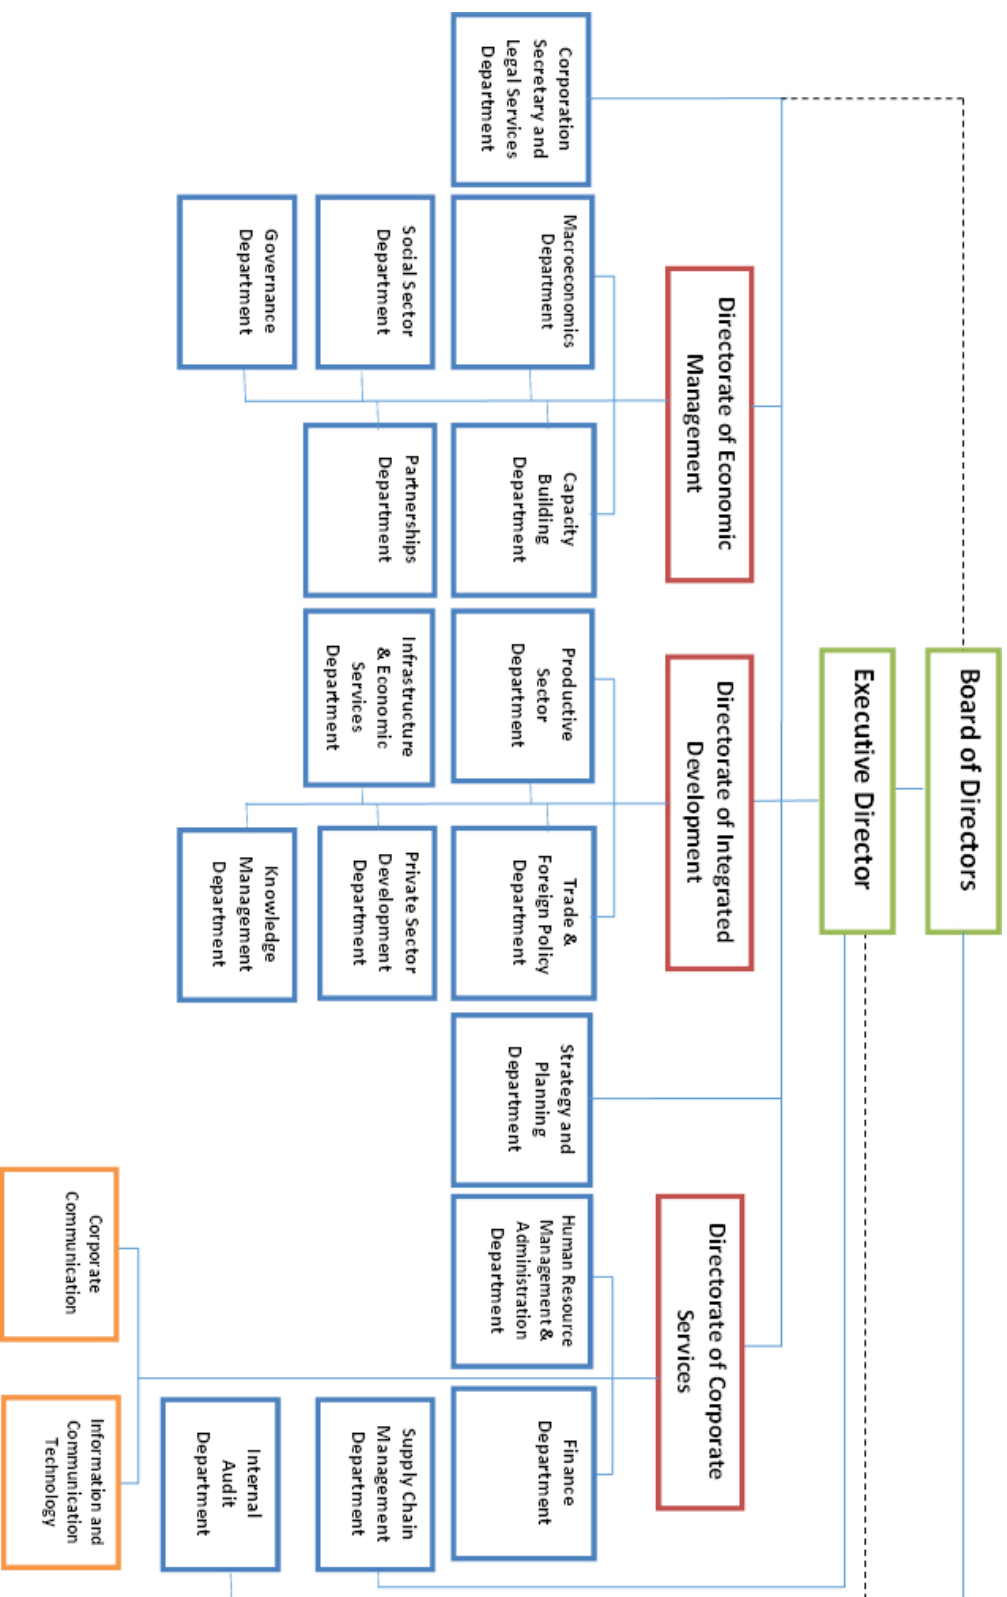 Board of Directors
Executive Director
Directorate of Economic
Management
Directorate of Integrated
Development
Directorate of Corporate
Services
Corporation
Secretary and
Legal Services
Department
Macroeconomics
Department
Capacity
Building
Department
Productive
Sector
Department
Trade &
Foreign Policy
Department
Strategy and
Planning
Department
Human Resource
Management &
Administration
Department
Finance
Department
Social Sector
Department
Partnerships
Department
Infrastructure
& Economic
Services
Department
Private Sector
Development
Department
Supply Chain
Management
Department
Governance
Department
Knowledge
Management
Department
Internal
Audit
Department
Corporate
Communication
Information and
Communication
Technology